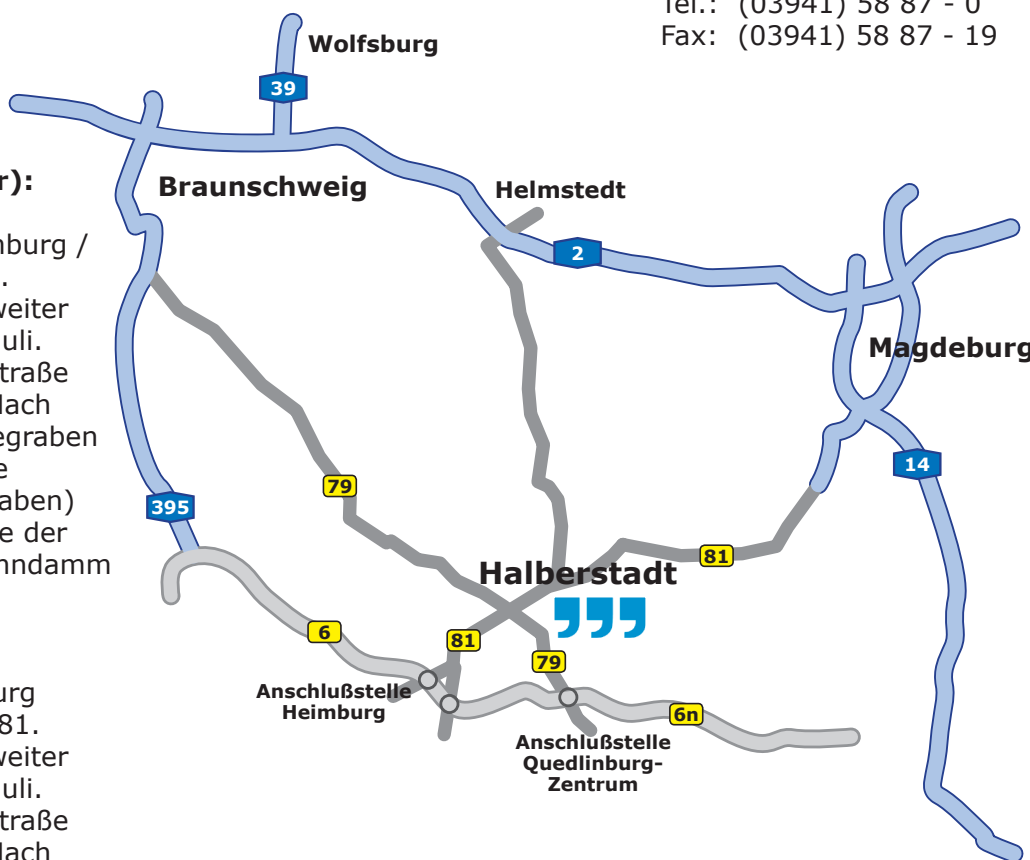 Tel.: (03941) 58 87 - 0
Fax: (03941) 58 87 - 19
Wolfsburg
39
Braunschweig
Helmstedt
2
Magdeburg
14
79
395
81
Halberstadt
6
81
79
Anschlußstelle
Heimburg
6n
Anschlußstelle
Quedlinburg-
Zentrum
r):
nburg /
.
weiter
uli.
traße
egraben
e
aben)
e der
nndamm
urg
81.
weiter
uli.
traße